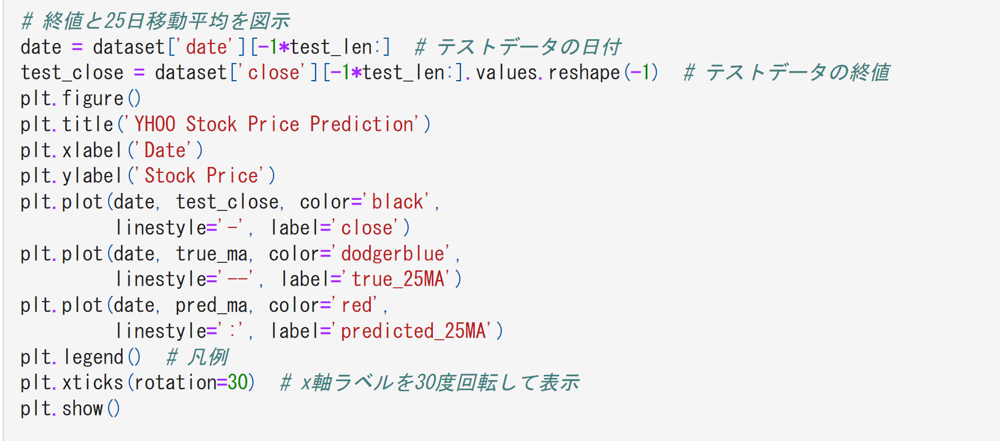 # 終値と25日移動平均を図示
date = dataset['date'][-1*test_len:]  # テストデータの日付
test_close = dataset['close'][-1*test_len:].values.reshape(-1)  # テストデータの終値
plt.figure()
plt.title('YHOO Stock Price Prediction')
plt.xlabel('Date')
plt.ylabel('Stock Price')
plt.plot(date, test_close, color='black',
         linestyle='-', label='close')
plt.plot(date, true_ma, color='dodgerblue',
         linestyle='--', label='true_25MA')
plt.plot(date, pred_ma, color='red',
         linestyle=':', label='predicted_25MA')
plt.legend()  # 凡例
plt.xticks(rotation=30)  # x軸ラベルを30度回転して表示
plt.show()